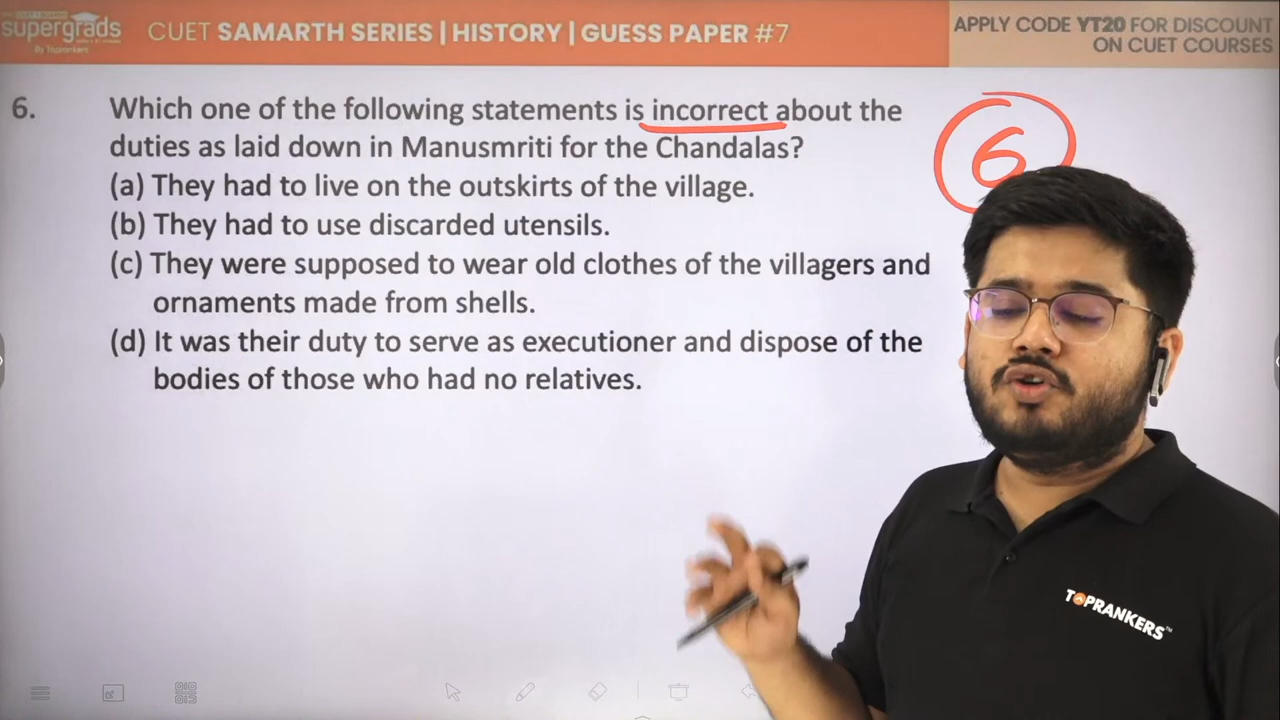 supergrads
By Toprankers
CUET SAMARTH SERIES | HISTORY | GUESS PAPER #7
APPLY CODE YT20 FOR DISCOUNT
ON CUET COURSES
6. Which one of the following statements is incorrect about the
duties as laid down in Manusmriti for the Chandalas?
(a) They had to live on the outskirts of the village.
(b) They had to use discarded utensils.
(c) They were supposed to wear old clothes of the villagers and
ornaments made from shells.
(d) It was their duty to serve as executioner and dispose of the
bodies of those who had no relatives.
6
TOPRANKERS™